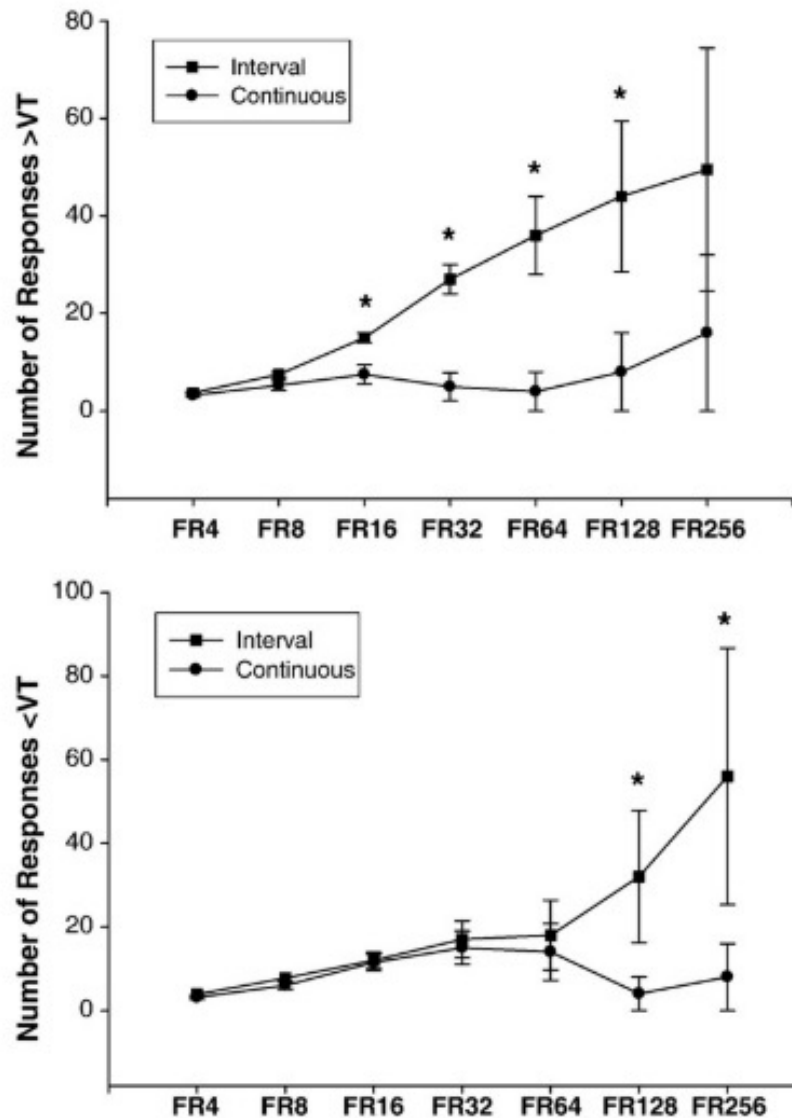 80
Interval
Continuous
*
*
60
*
*
40
*
20
0
Number of Responses >VT
FR4 FR8 FR16 FR32 FR64 FR128 FR256
100
Interval
Continuous
*
80
*
60
40
20
0
Number of Responses <VT
FR4 FR8 FR16 FR32 FR64 FR128 FR256